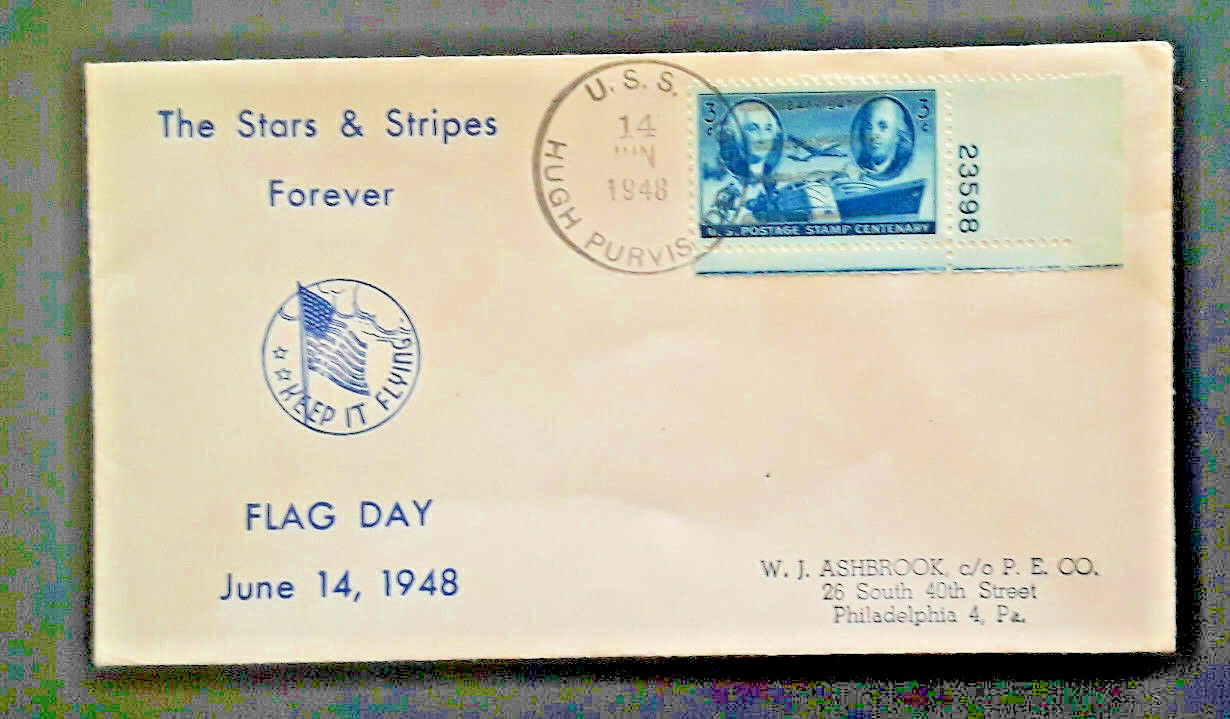 The Stars & Stripes
Forever
KEEP IT FLYING
FLAG DAY
June 14, 1948
U.S.S.
HUGH PURVIS
14
1948
3¢
3¢
U.S. POSTAGE STAMP CENTENARY
23598
W. J. ASHBROOK, c/o P. E. CO.
26 South 40th Street
Philadelphia 4, Pa.